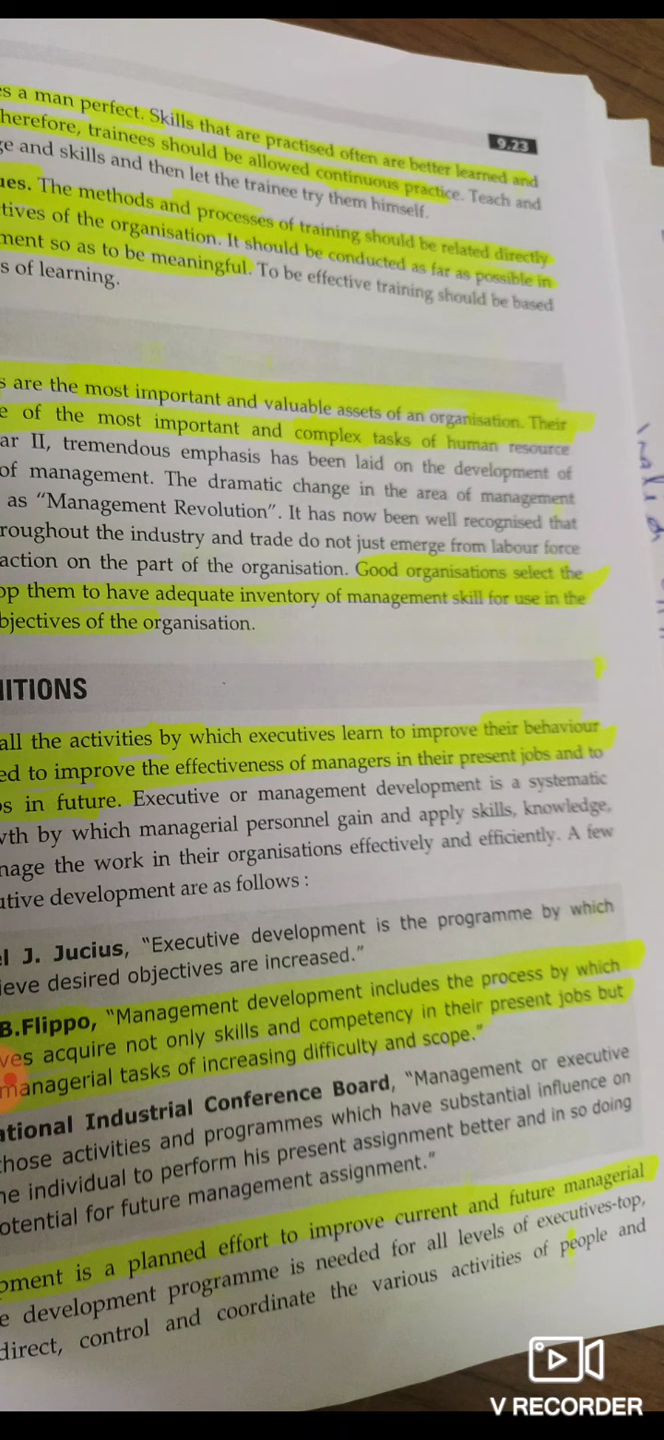 9.23
s a man perfect. Skills that are practised often are better learned and
herefore, trainees should be allowed continuous practice. Teach and
ge and skills and then let the trainee try them himself.
ues. The methods and processes of training should be related directly
tives of the organisation. It should be conducted as far as possible in
ment so as to be meaningful. To be effective training should be based
s of learning.
s are the most important and valuable assets of an organisation. Their
e of the most important and complex tasks of human resource
ar II, tremendous emphasis has been laid on the development of
of management. The dramatic change in the area of management
as “Management Revolution”. It has now been well recognised that
roughout the industry and trade do not just emerge from labour force
action on the part of the organisation. Good organisations select the
op them to have adequate inventory of management skill for use in the
bjectives of the organisation.
ITIONS
all the activities by which executives learn to improve their behaviour
ed to improve the effectiveness of managers in their present jobs and to
os in future. Executive or management development is a systematic
wth by which managerial personnel gain and apply skills, knowledge,
nage the work in their organisations effectively and efficiently. A few
utive development are as follows :
el J. Jucius, “Executive development is the programme by which
ieve desired objectives are increased.”
B.Flippo, “Management development includes the process by which
ves acquire not only skills and competency in their present jobs but
managerial tasks of increasing difficulty and scope.”
ational Industrial Conference Board, “Management or executive
those activities and programmes which have substantial influence on
he individual to perform his present assignment better and in so doing
otential for future management assignment.”
pment is a planned effort to improve current and future managerial
e development programme is needed for all levels of executives-top,
direct, control and coordinate the various activities of people and
V RECORDER